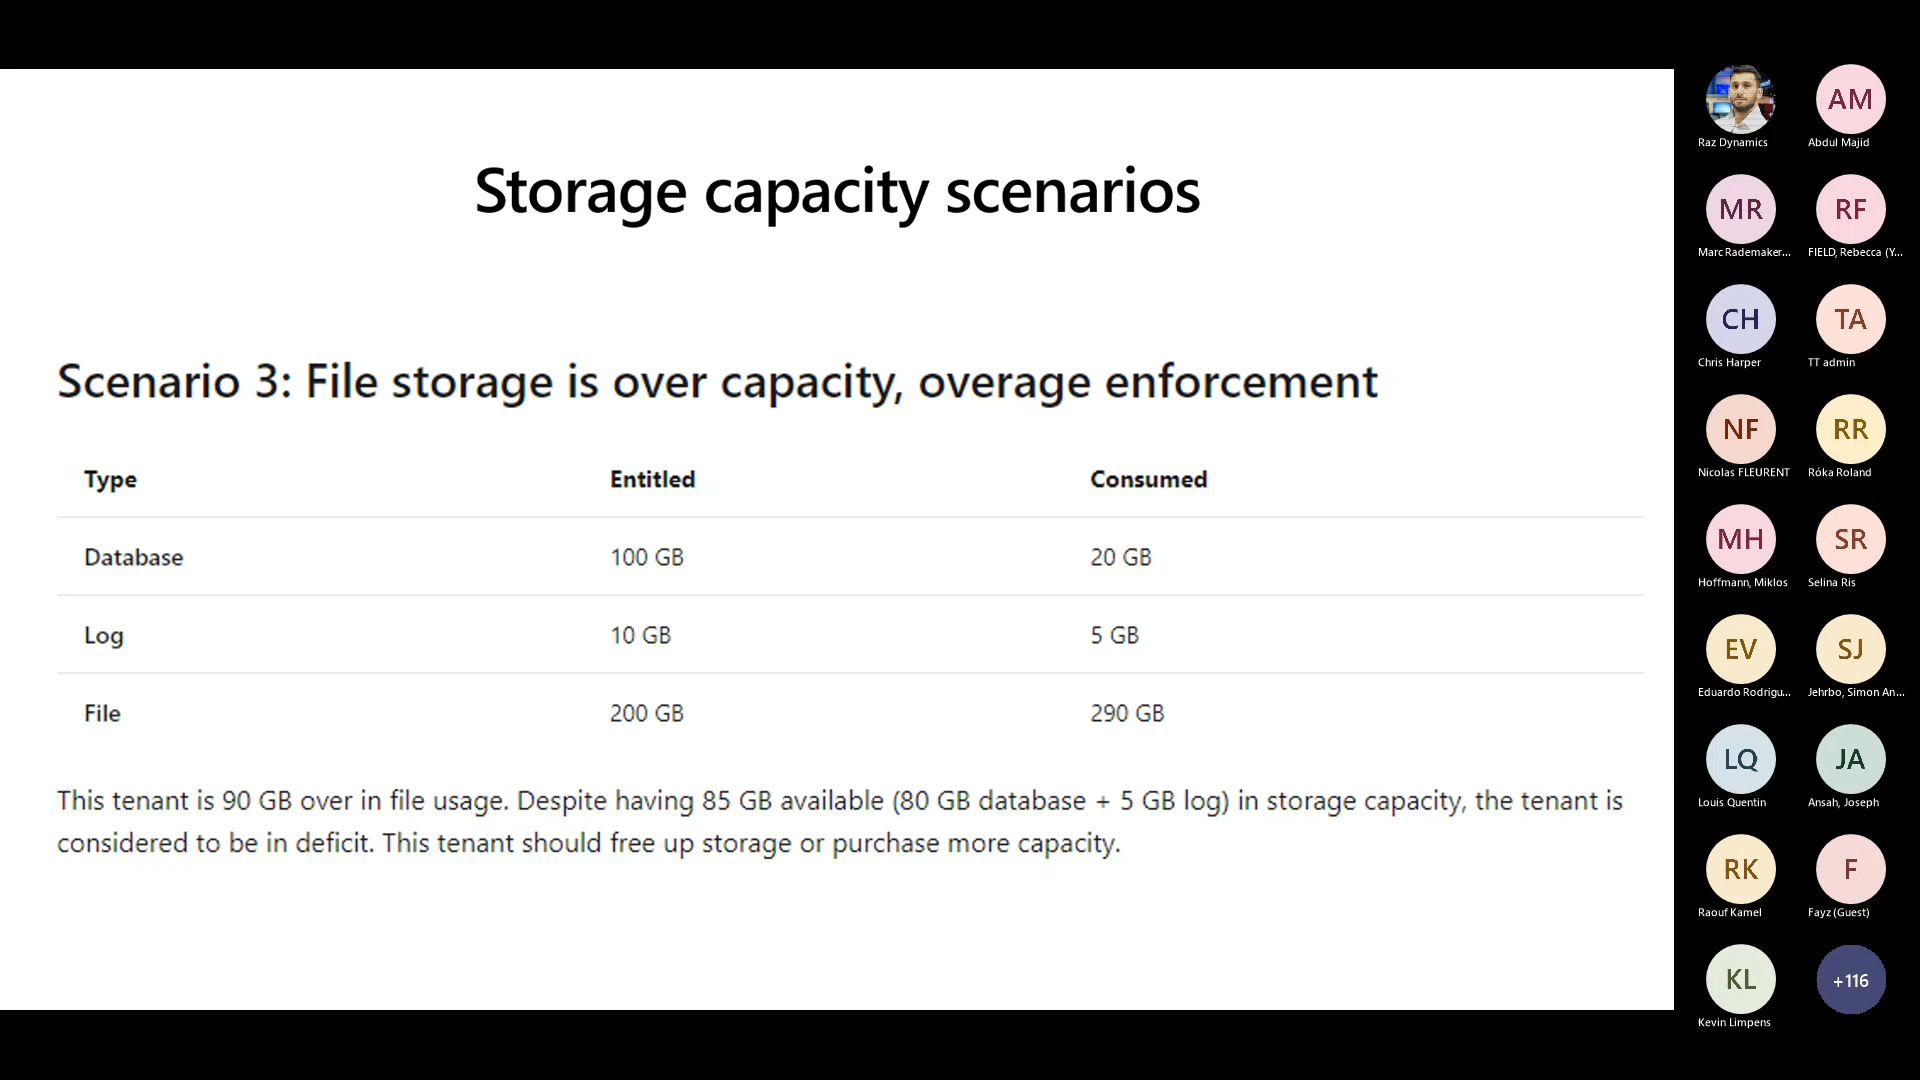 Storage capacity scenarios
Scenario 3: File storage is over capacity, overage enforcement
Type Entitled Consumed
Database 100 GB 20 GB
Log 10 GB 5 GB
File 200 GB 290 GB
This tenant is 90 GB over in file usage. Despite having 85 GB available (80 GB database + 5 GB log) in storage capacity, the tenant is
considered to be in deficit. This tenant should free up storage or purchase more capacity.
AM
Raz Dynamics Abdul Majid
MR RF
Marc Rademaker... FIELD, Rebecca (Y...
CH TA
Chris Harper TT admin
NF RR
Nicolas FLEURENT Róka Roland
MH SR
Hoffmann, Miklos Selina Ris
EV SJ
Eduardo Rodrigu... Jehrbo, Simon An...
LQ JA
Louis Quentin Ansah, Joseph
RK F
Raouf Kamel Fayz (Guest)
KL +116
Kevin Limpens